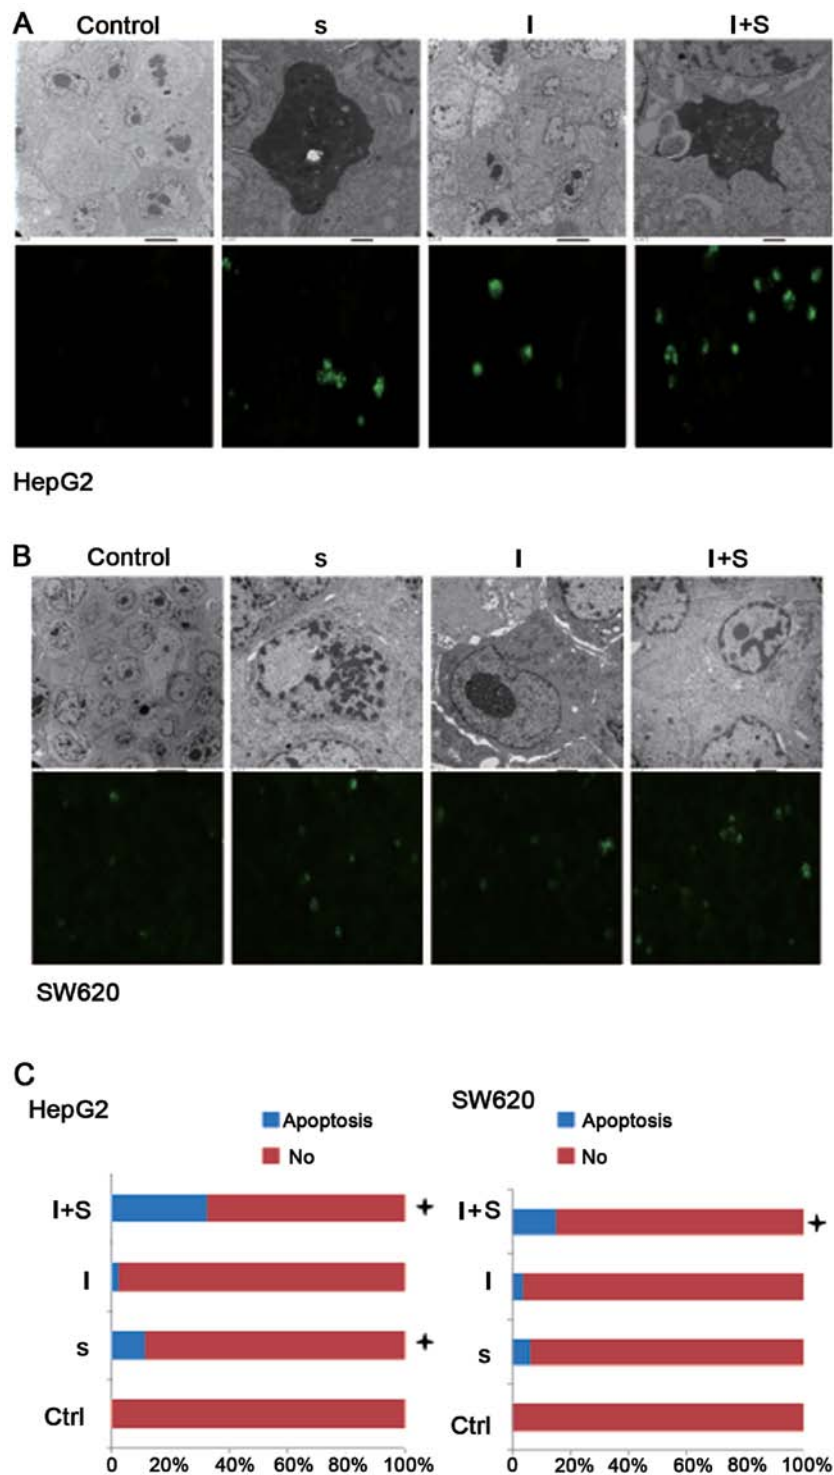 A
Control s I I+S
HepG2
B
Control s I I+S
SW620
C
HepG2
Apoptosis
No
I+S
I
s
Ctrl
0 20% 40% 60% 80% 100%
SW620
Apoptosis
No
I+S
I
s
Ctrl
0 20% 40% 60% 80% 100%